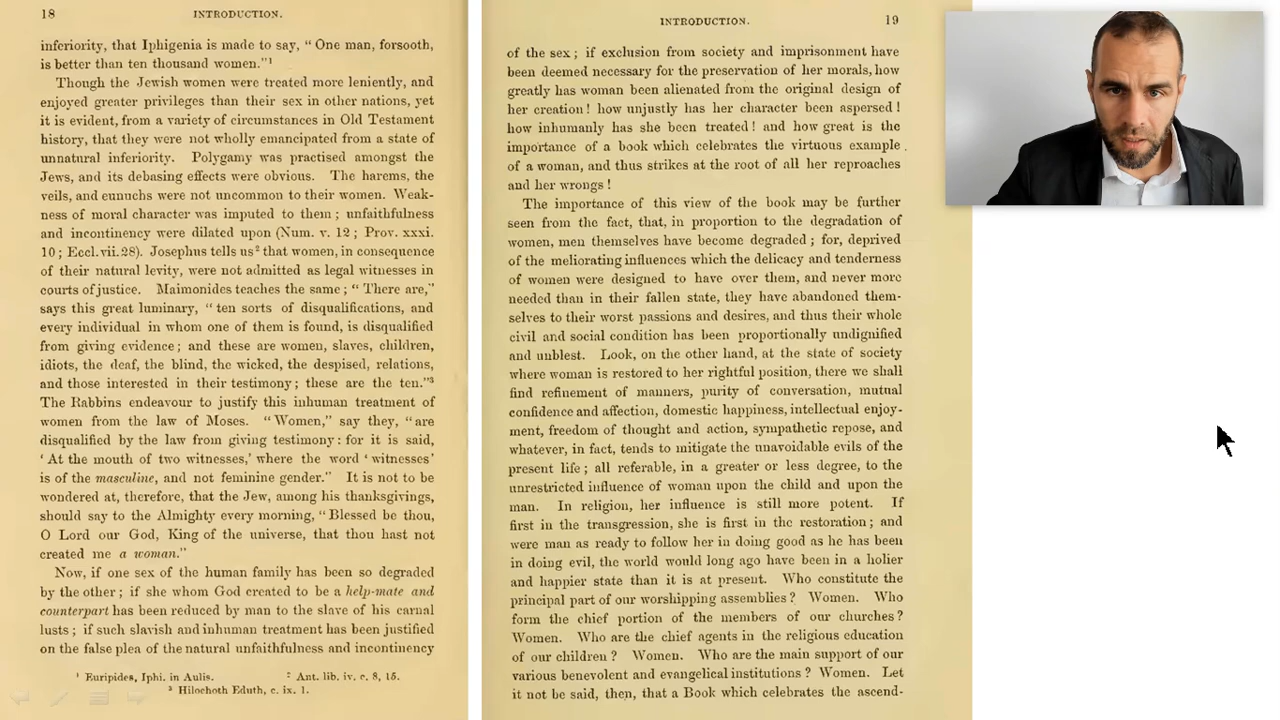 18
INTRODUCTION.
inferiority, that Iphigenia is made to say, “ One man, forsooth,
is better than ten thousand women.”¹
Though the Jewish women were treated more leniently, and
enjoyed greater privileges than their sex in other nations, yet
it is evident, from a variety of circumstances in Old Testament
history, that they were not wholly emancipated from a state of
unnatural inferiority. Polygamy was practised amongst the
Jews, and its debasing effects were obvious. The harems, the
veils, and eunuchs were not uncommon to their women. Weak-
ness of moral character was imputed to them ; unfaithfulness
and incontinency were dilated upon (Num. v. 12 ; Prov. xxxi.
10 ; Eccl. vii. 28). Josephus tells us² that women, in consequence
of their natural levity, were not admitted as legal witnesses in
courts of justice. Maimonides teaches the same ; “ There are,”
says this great luminary, “ ten sorts of disqualifications, and
every individual in whom one of them is found, is disqualified
from giving evidence ; and these are women, slaves, children,
idiots, the deaf, the blind, the wicked, the despised, relations,
and those interested in their testimony ; these are the ten.”³
The Rabbins endeavour to justify this inhuman treatment of
women from the law of Moses. “ Women,” say they, “ are
disqualified by the law from giving testimony : for it is said,
‘ At the mouth of two witnesses,’ where the word ‘ witnesses’
is of the masculine, and not feminine gender.” It is not to be
wondered at, therefore, that the Jew, among his thanksgivings,
should say to the Almighty every morning, “ Blessed be thou,
O Lord our God, King of the universe, that thou hast not
created me a woman.”
Now, if one sex of the human family has been so degraded
by the other ; if she whom God created to be a help-mate and
counterpart has been reduced by man to the slave of his carnal
lusts ; if such slavish and inhuman treatment has been justified
on the false plea of the natural unfaithfulness and incontinency
¹ Euripides, Iphi. in Aulis. ² Ant. lib. iv. c. 8, 15.
³ Hilochoth Eduth, c. ix. 1.
INTRODUCTION.
19
of the sex ; if exclusion from society and imprisonment have
been deemed necessary for the preservation of her morals, how
greatly has woman been alienated from the original design of
her creation ! how unjustly has her character been aspersed !
how inhumanly has she been treated ! and how great is the
importance of a book which celebrates the virtuous example
of a woman, and thus strikes at the root of all her reproaches
and her wrongs !
The importance of this view of the book may be further
seen from the fact, that, in proportion to the degradation of
women, men themselves have become degraded ; for, deprived
of the meliorating influences which the delicacy and tenderness
of women were designed to have over them, and never more
needed than in their fallen state, they have abandoned them-
selves to their worst passions and desires, and thus their whole
civil and social condition has been proportionally undignified
and unblest. Look, on the other hand, at the state of society
where woman is restored to her rightful position, there we shall
find refinement of manners, purity of conversation, mutual
confidence and affection, domestic happiness, intellectual enjoy-
ment, freedom of thought and action, sympathetic repose, and
whatever, in fact, tends to mitigate the unavoidable evils of the
present life ; all referable, in a greater or less degree, to the
unrestricted influence of woman upon the child and upon the
man. In religion, her influence is still more potent. If
first in the transgression, she is first in the restoration ; and
were man as ready to follow her in doing good as he has been
in doing evil, the world would long ago have been in a holier
and happier state than it is at present. Who constitute the
principal part of our worshipping assemblies ? Women. Who
form the chief portion of the members of our churches ?
Women. Who are the chief agents in the religious education
of our children ? Women. Who are the main support of our
various benevolent and evangelical institutions ? Women. Let
it not be said, then, that a Book which celebrates the ascend-